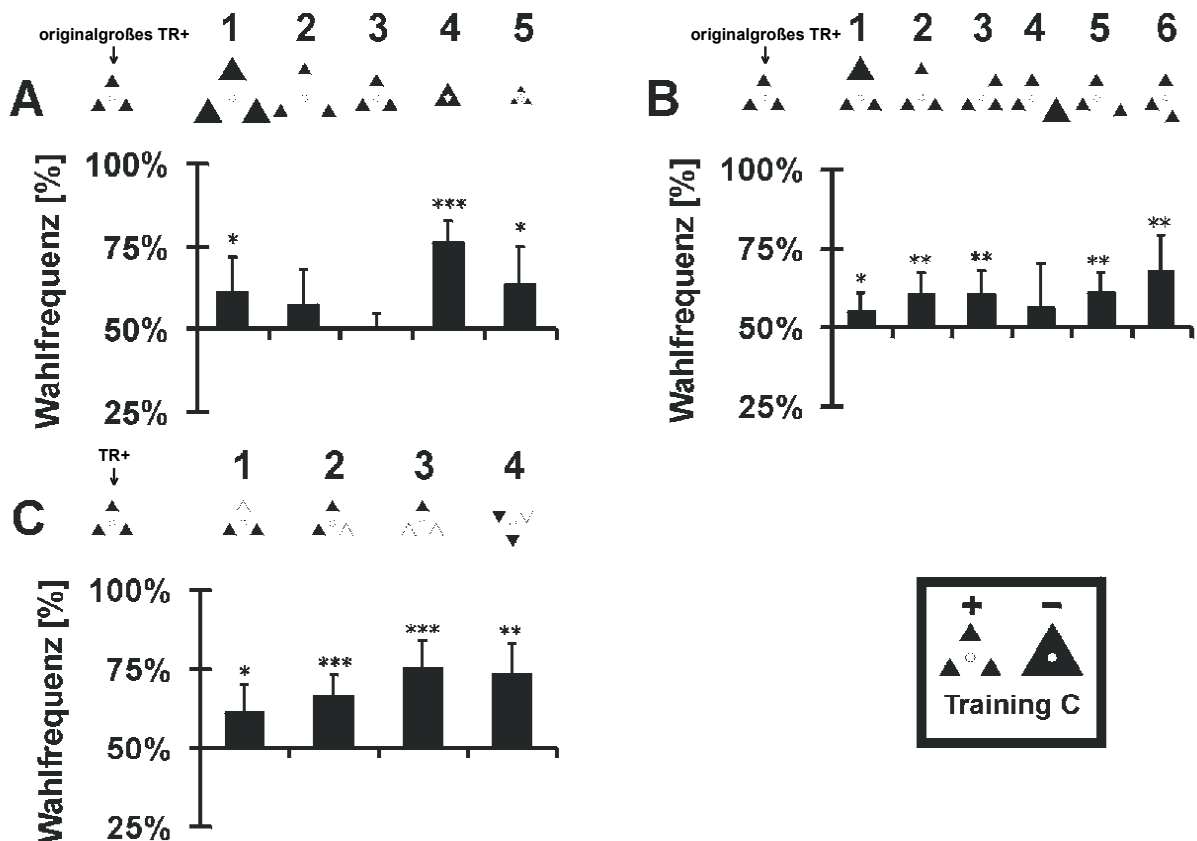 originalgroßes TR+
1 2 3 4 5
A
Wahlfrequenz [%]
100%
75%
50%
25%
*
***
*
originalgroßes TR+
1 2 3 4 5 6
B
Wahlfrequenz [%]
100%
75%
50%
25%
*
**
**
**
**
TR+
1 2 3 4
C
Wahlfrequenz [%]
100%
75%
50%
25%
*
***
***
**
+ −
Training C